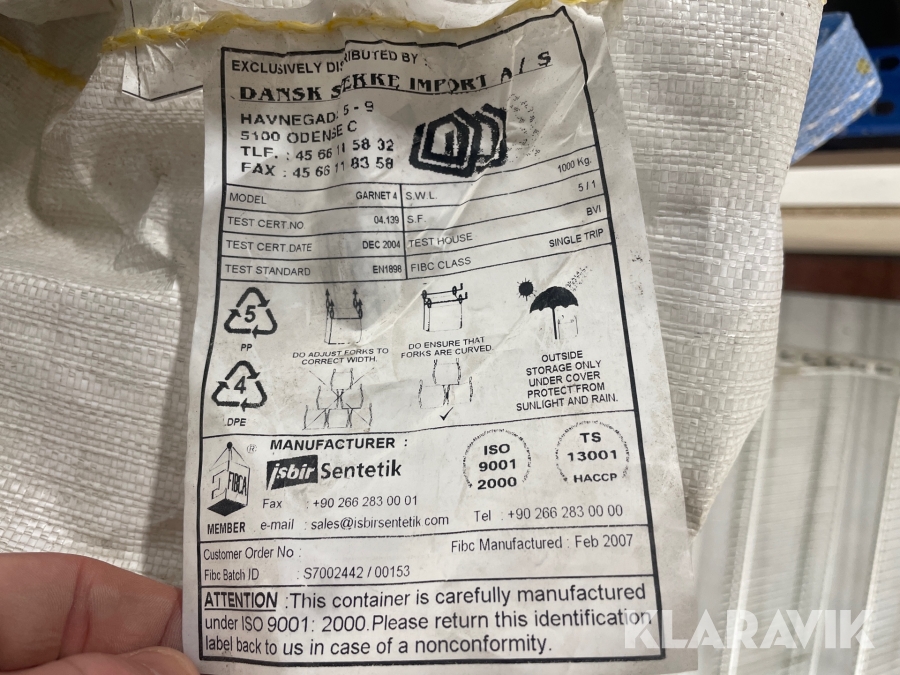 EXCLUSIVELY DISTRIBUTED BY :
DANSK SÆKKE IMPORT A/S
HAVNEGADE 5 - 9
5100 ODENSE C
TLF. : 45 66 11 58 32
FAX : 45 66 11 83 58
MODEL GARNET 4 S.W.L. 1000 Kg.
TEST CERT.NO 04.139 S.F. 5 / 1
TEST CERT.DATE DEC 2004 TEST HOUSE BVI
TEST STANDARD EN1898 FIBC CLASS SINGLE TRIP
5
PP
DO ADJUST FORKS TO
CORRECT WIDTH.
DO ENSURE THAT
FORKS ARE CURVED.
OUTSIDE
STORAGE ONLY
UNDER COVER
PROTECT FROM
SUNLIGHT AND RAIN.
4
LDPE
FIBCA
®
MEMBER
MANUFACTURER :
işbir Sentetik
Fax : +90 266 283 00 01
e-mail : sales@isbirsentetik.com
Tel : +90 266 283 00 00
ISO
9001
2000
TS
13001
HACCP
Customer Order No :
Fibc Manufactured : Feb 2007
Fibc Batch ID : S7002442 / 00153
ATTENTION :This container is carefully manufactured
under ISO 9001: 2000.Please return this identification
label back to us in case of a nonconformity.
KLARAVIK